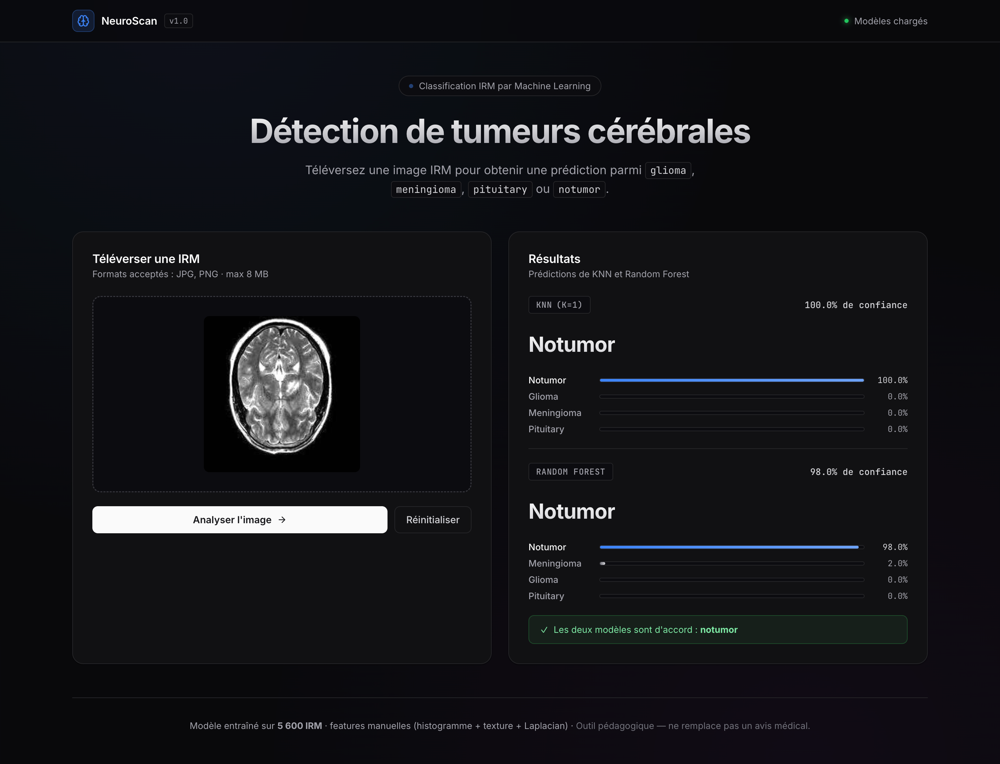 NeuroScan v1.0
Modèles chargés
Classification IRM par Machine Learning
Détection de tumeurs cérébrales
Téléversez une image IRM pour obtenir une prédiction parmi glioma,
meningioma, pituitary ou notumor.
Téléverser une IRM
Formats acceptés : JPG, PNG · max 8 MB
Analyser l'image →
Réinitialiser
Résultats
Prédictions de KNN et Random Forest
KNN (K=1) 100.0% de confiance
Notumor
Notumor 100.0%
Glioma 0.0%
Meningioma 0.0%
Pituitary 0.0%
RANDOM FOREST 98.0% de confiance
Notumor
Notumor 98.0%
Meningioma 2.0%
Glioma 0.0%
Pituitary 0.0%
✓ Les deux modèles sont d'accord : notumor
Modèle entraîné sur 5 600 IRM · features manuelles (histogramme + texture + Laplacian) · Outil pédagogique — ne remplace pas un avis médical.